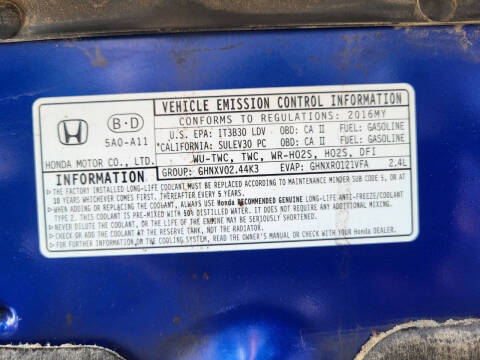 VEHICLE EMISSION CONTROL INFORMATION
CONFORMS TO REGULATIONS: 2016MY
U.S. EPA: IT3B30 LDV OBD: CA II FUEL: GASOLINE
*CALIFORNIA: SULEV30 PC OBD: CA II FUEL: GASOLINE
WU-TWC, TWC, WR-HO2S, HO2S, DFI
GROUP: GHNXV02.44K3 EVAP: GHNXR0121VFA 2.4L
B·D
5A0-A11
HONDA MOTOR CO., LTD.
INFORMATION
▷THE FACTORY INSTALLED LONG-LIFE COOLANT MUST BE REPLACED ACCORDING TO MAINTENANCE MINDER SUB CODE 5, OR AT
10 YEARS WHICHEVER COMES FIRST, THEREAFTER EVERY 5 YEARS.
▷WHEN ADDING OR REPLACING THE COOLANT, ALWAYS USE Honda RECOMMENDED GENUINE LONG-LIFE ANTI-FREEZE/COOLANT
TYPE 2. THIS COOLANT IS PRE-MIXED WITH 50% DISTILLED WATER. IT DOES NOT REQUIRE ANY ADDITIONAL MIXING.
▷NEVER DILUTE THE COOLANT, OR THE LIFE OF THE ENGINE MAY BE SERIOUSLY SHORTENED.
▷CHECK OR ADD THE COOLANT AT THE RESERVE TANK, NOT THE RADIATOR.
▷FOR FURTHER INFORMATION ON THE COOLING SYSTEM, READ THE OWNER'S MANUAL OR CHECK WITH YOUR Honda DEALER.